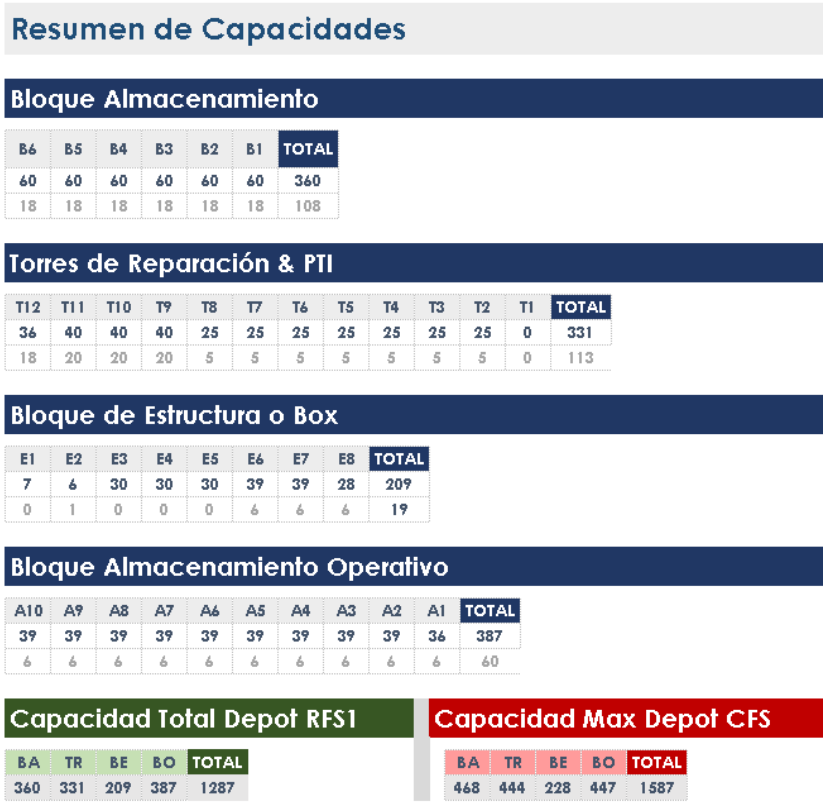 Resumen de Capacidades
Bloque Almacenamiento
B6 B5 B4 B3 B2 B1 TOTAL
60 60 60 60 60 60 360
18 18 18 18 18 18 108
Torres de Reparación & PTI
T12 T11 T10 T9 T8 T7 T6 T5 T4 T3 T2 T1 TOTAL
36 40 40 40 25 25 25 25 25 25 25 0 331
18 20 20 20 5 5 5 5 5 5 5 0 113
Bloque de Estructura o Box
E1 E2 E3 E4 E5 E6 E7 E8 TOTAL
7 6 30 30 30 39 39 28 209
0 1 0 0 0 6 6 6 19
Bloque Almacenamiento Operativo
A10 A9 A8 A7 A6 A5 A4 A3 A2 A1 TOTAL
39 39 39 39 39 39 39 39 39 36 387
6 6 6 6 6 6 6 6 6 6 60
Capacidad Total Depot RFS1
BA TR BE BO TOTAL
360 331 209 387 1287
Capacidad Max Depot CFS
BA TR BE BO TOTAL
468 444 228 447 1587